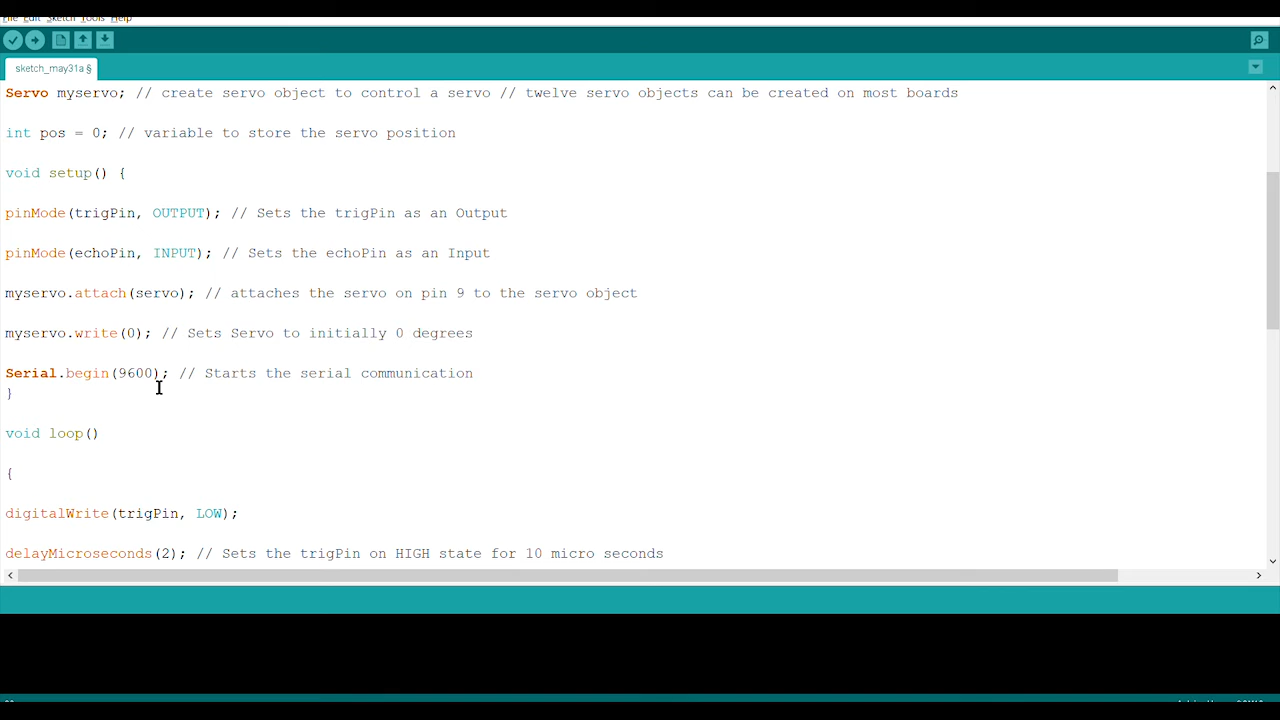 File Edit Sketch Tools Help
sketch_may31a §
Servo myservo; // create servo object to control a servo // twelve servo objects can be created on most boards
int pos = 0; // variable to store the servo position
void setup() {
pinMode(trigPin, OUTPUT); // Sets the trigPin as an Output
pinMode(echoPin, INPUT); // Sets the echoPin as an Input
myservo.attach(servo); // attaches the servo on pin 9 to the servo object
myservo.write(0); // Sets Servo to initially 0 degrees
Serial.begin(9600); // Starts the serial communication
}
void loop()
{
digitalWrite(trigPin, LOW);
delayMicroseconds(2); // Sets the trigPin on HIGH state for 10 micro seconds